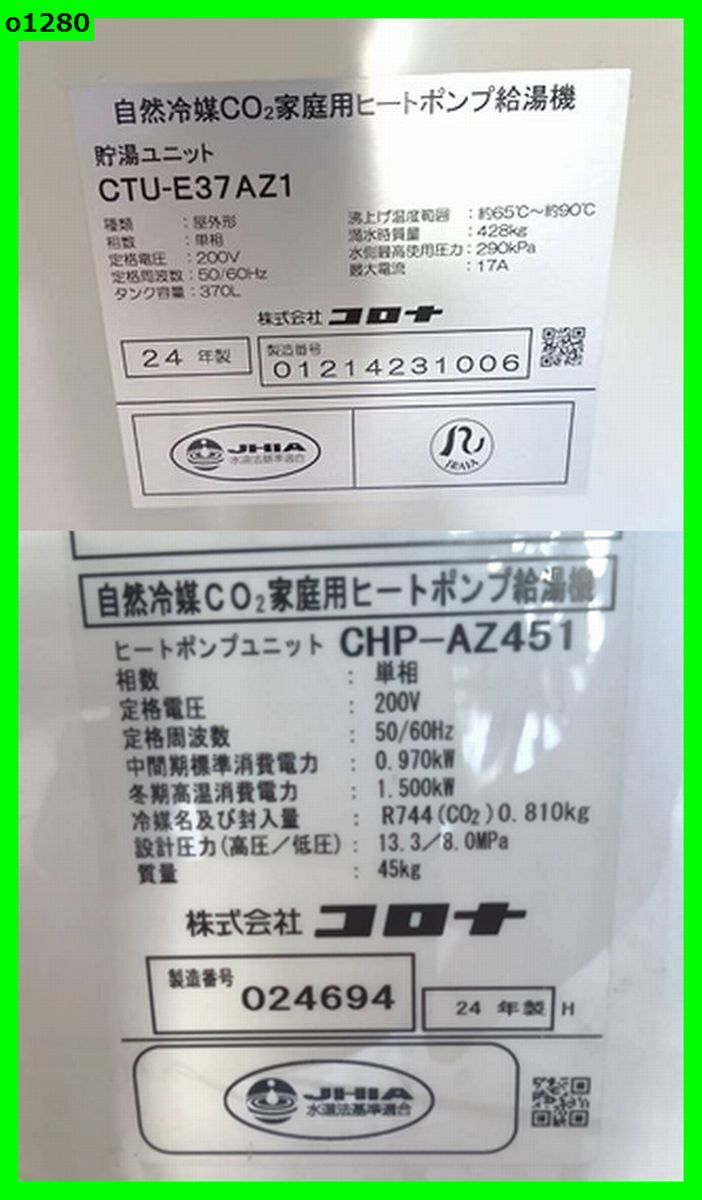 o1280
自然冷媒CO₂家庭用ヒートポンプ給湯機
貯湯ユニット
CTU-E37AZ1
種類 : 屋外形
相数 : 単相
定格電圧 : 200V
定格周波数 : 50/60Hz
タンク容量 : 370L
沸上げ温度範囲 : 約65℃~約90℃
満水時質量 : 428kg
水側最高使用圧力 : 290kPa
最大電流 : 17A
株式会社 コロナ
24 年製
製造番号
01214231006
JHIA
水道法基準適合
JRAIA
自然冷媒CO₂家庭用ヒートポンプ給湯機
ヒートポンプユニット CHP-AZ451
相数 : 単相
定格電圧 : 200V
定格周波数 : 50/60Hz
中間期標準消費電力 : 0.970kW
冬期高温消費電力 : 1.500kW
冷媒名及び封入量 : R744(CO₂)0.810kg
設計圧力(高圧/低圧) : 13.3/8.0MPa
質量 : 45kg
株式会社 コロナ
製造番号 024694
24 年製 H
JHIA
水道法基準適合